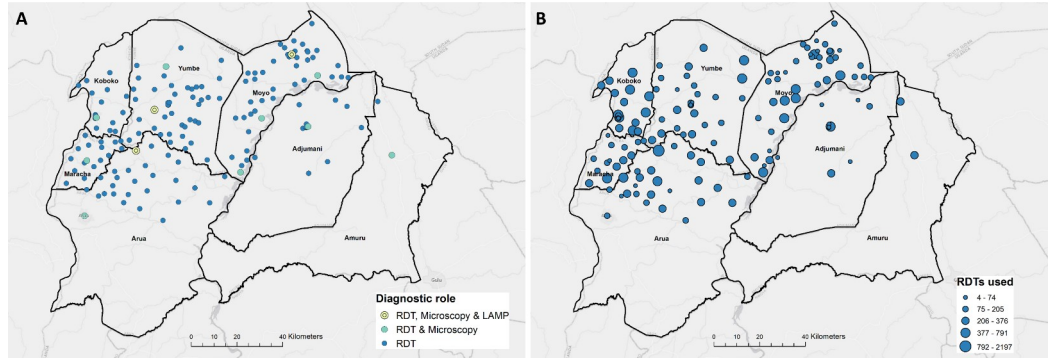 A
Koboko
Yumbe
Moyo
Adjumani
Maracha
Arua
Amuru
Gulu
Diagnostic role
RDT, Microscopy & LAMP
RDT & Microscopy
RDT
0 10 20 40 Kilometers
B
Koboko
Yumbe
Moyo
Adjumani
Maracha
Arua
Amuru
Gulu
RDTs used
4 - 74
75 - 205
206 - 376
377 - 791
792 - 2197
0 10 20 40 Kilometers